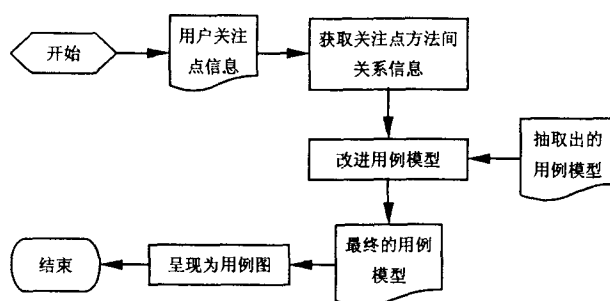 开始
用户关注
点信息
获取关注点方法间
关系信息
改进用例模型
抽取出的
用例模型
最终的用例
模型
呈现为用例图
结束